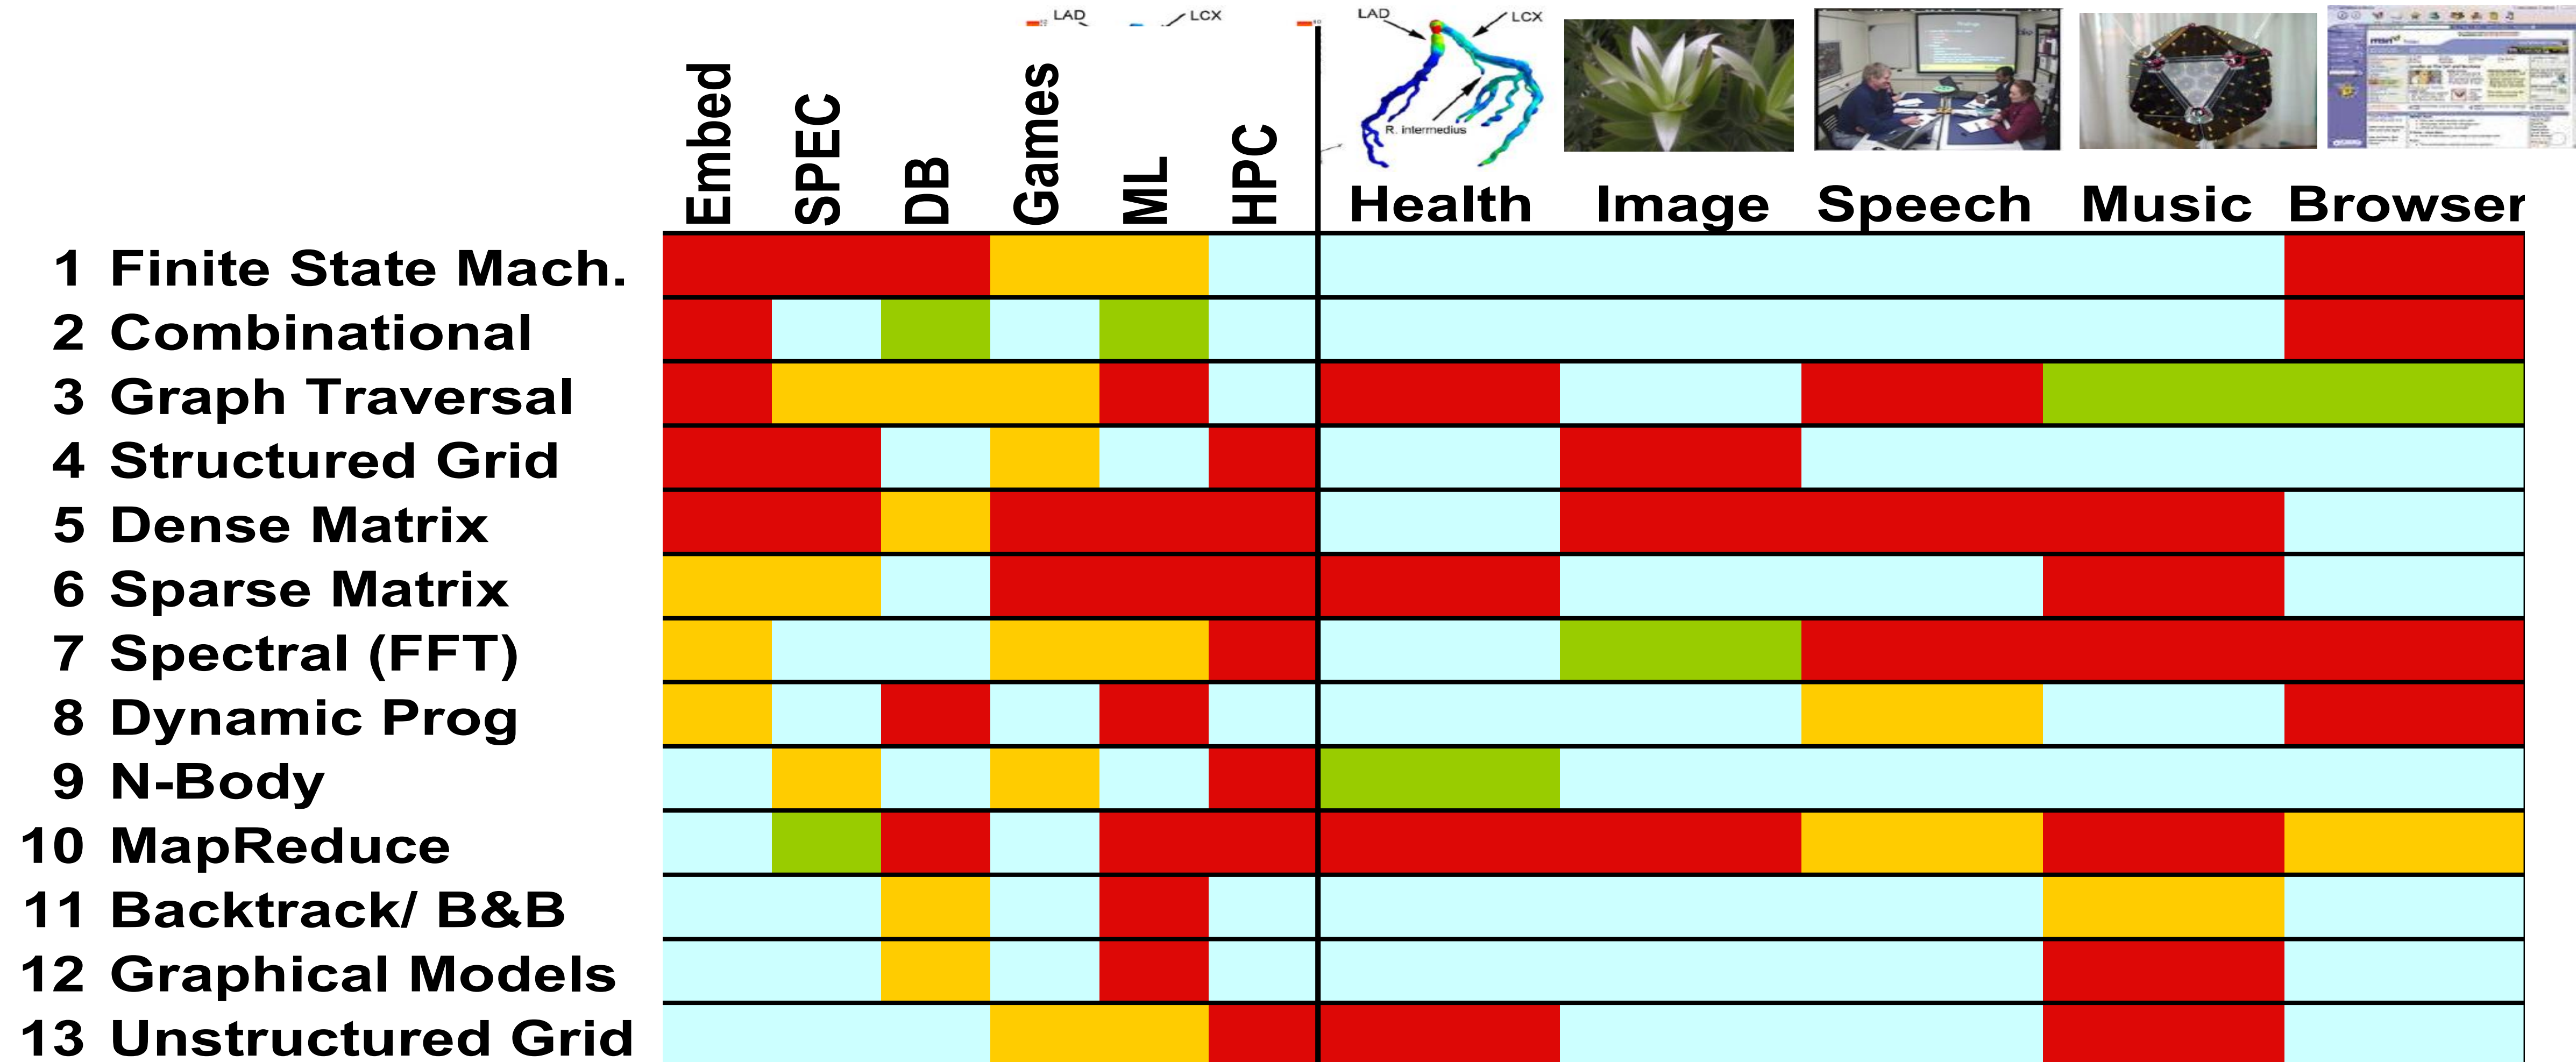 LAD
LCX
LAD
LCX
R. intermedius
msn
Embed
SPEC
DB
Games
ML
HPC
Health
Image
Speech
Music
Browser
1 Finite State Mach.
2 Combinational
3 Graph Traversal
4 Structured Grid
5 Dense Matrix
6 Sparse Matrix
7 Spectral (FFT)
8 Dynamic Prog
9 N-Body
10 MapReduce
11 Backtrack/ B&B
12 Graphical Models
13 Unstructured Grid